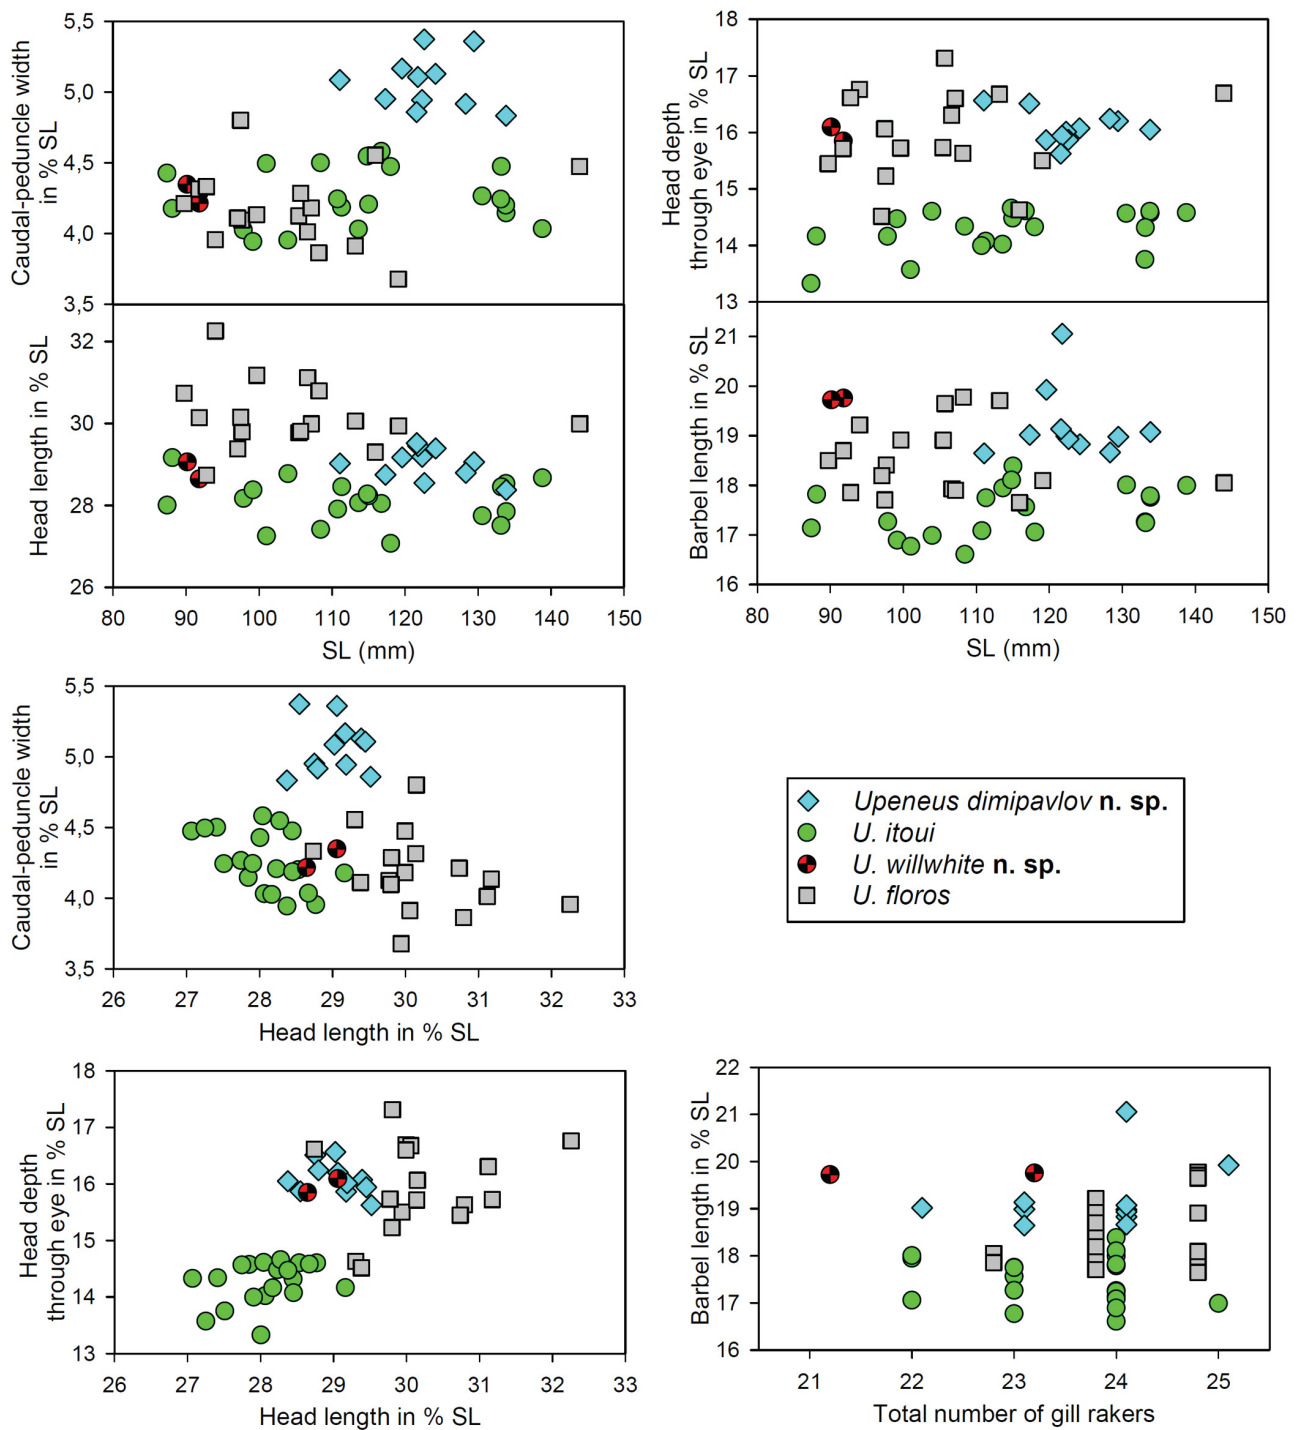 Caudal-peduncle width
in % SL
5,5
5,0
4,5
4,0
3,5
Head length in % SL
32
30
28
26
80 90 100 110 120 130 140 150
SL (mm)
Head depth
through eye in % SL
18
17
16
15
14
13
Barbel length in % SL
21
20
19
18
17
16
80 90 100 110 120 130 140 150
SL (mm)
Caudal-peduncle width
in % SL
5,5
5,0
4,5
4,0
3,5
26 27 28 29 30 31 32 33
Head length in % SL
Upeneus dimipavlov n. sp.
U. itoui
U. willwhite n. sp.
U. floros
Head depth
through eye in % SL
18
17
16
15
14
13
26 27 28 29 30 31 32 33
Head length in % SL
Barbel length in % SL
22
21
20
19
18
17
16
21 22 23 24 25
Total number of gill rakers